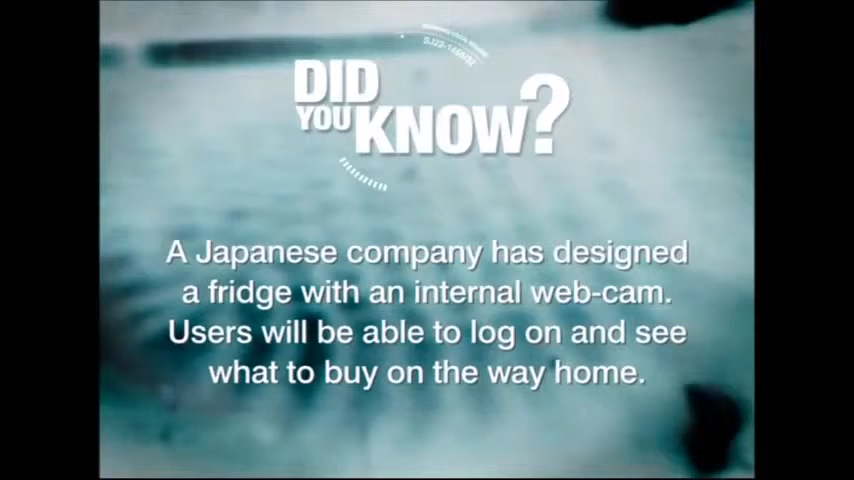 DID
YOU KNOW?
A Japanese company has designed
a fridge with an internal web-cam.
Users will be able to log on and see
what to buy on the way home.